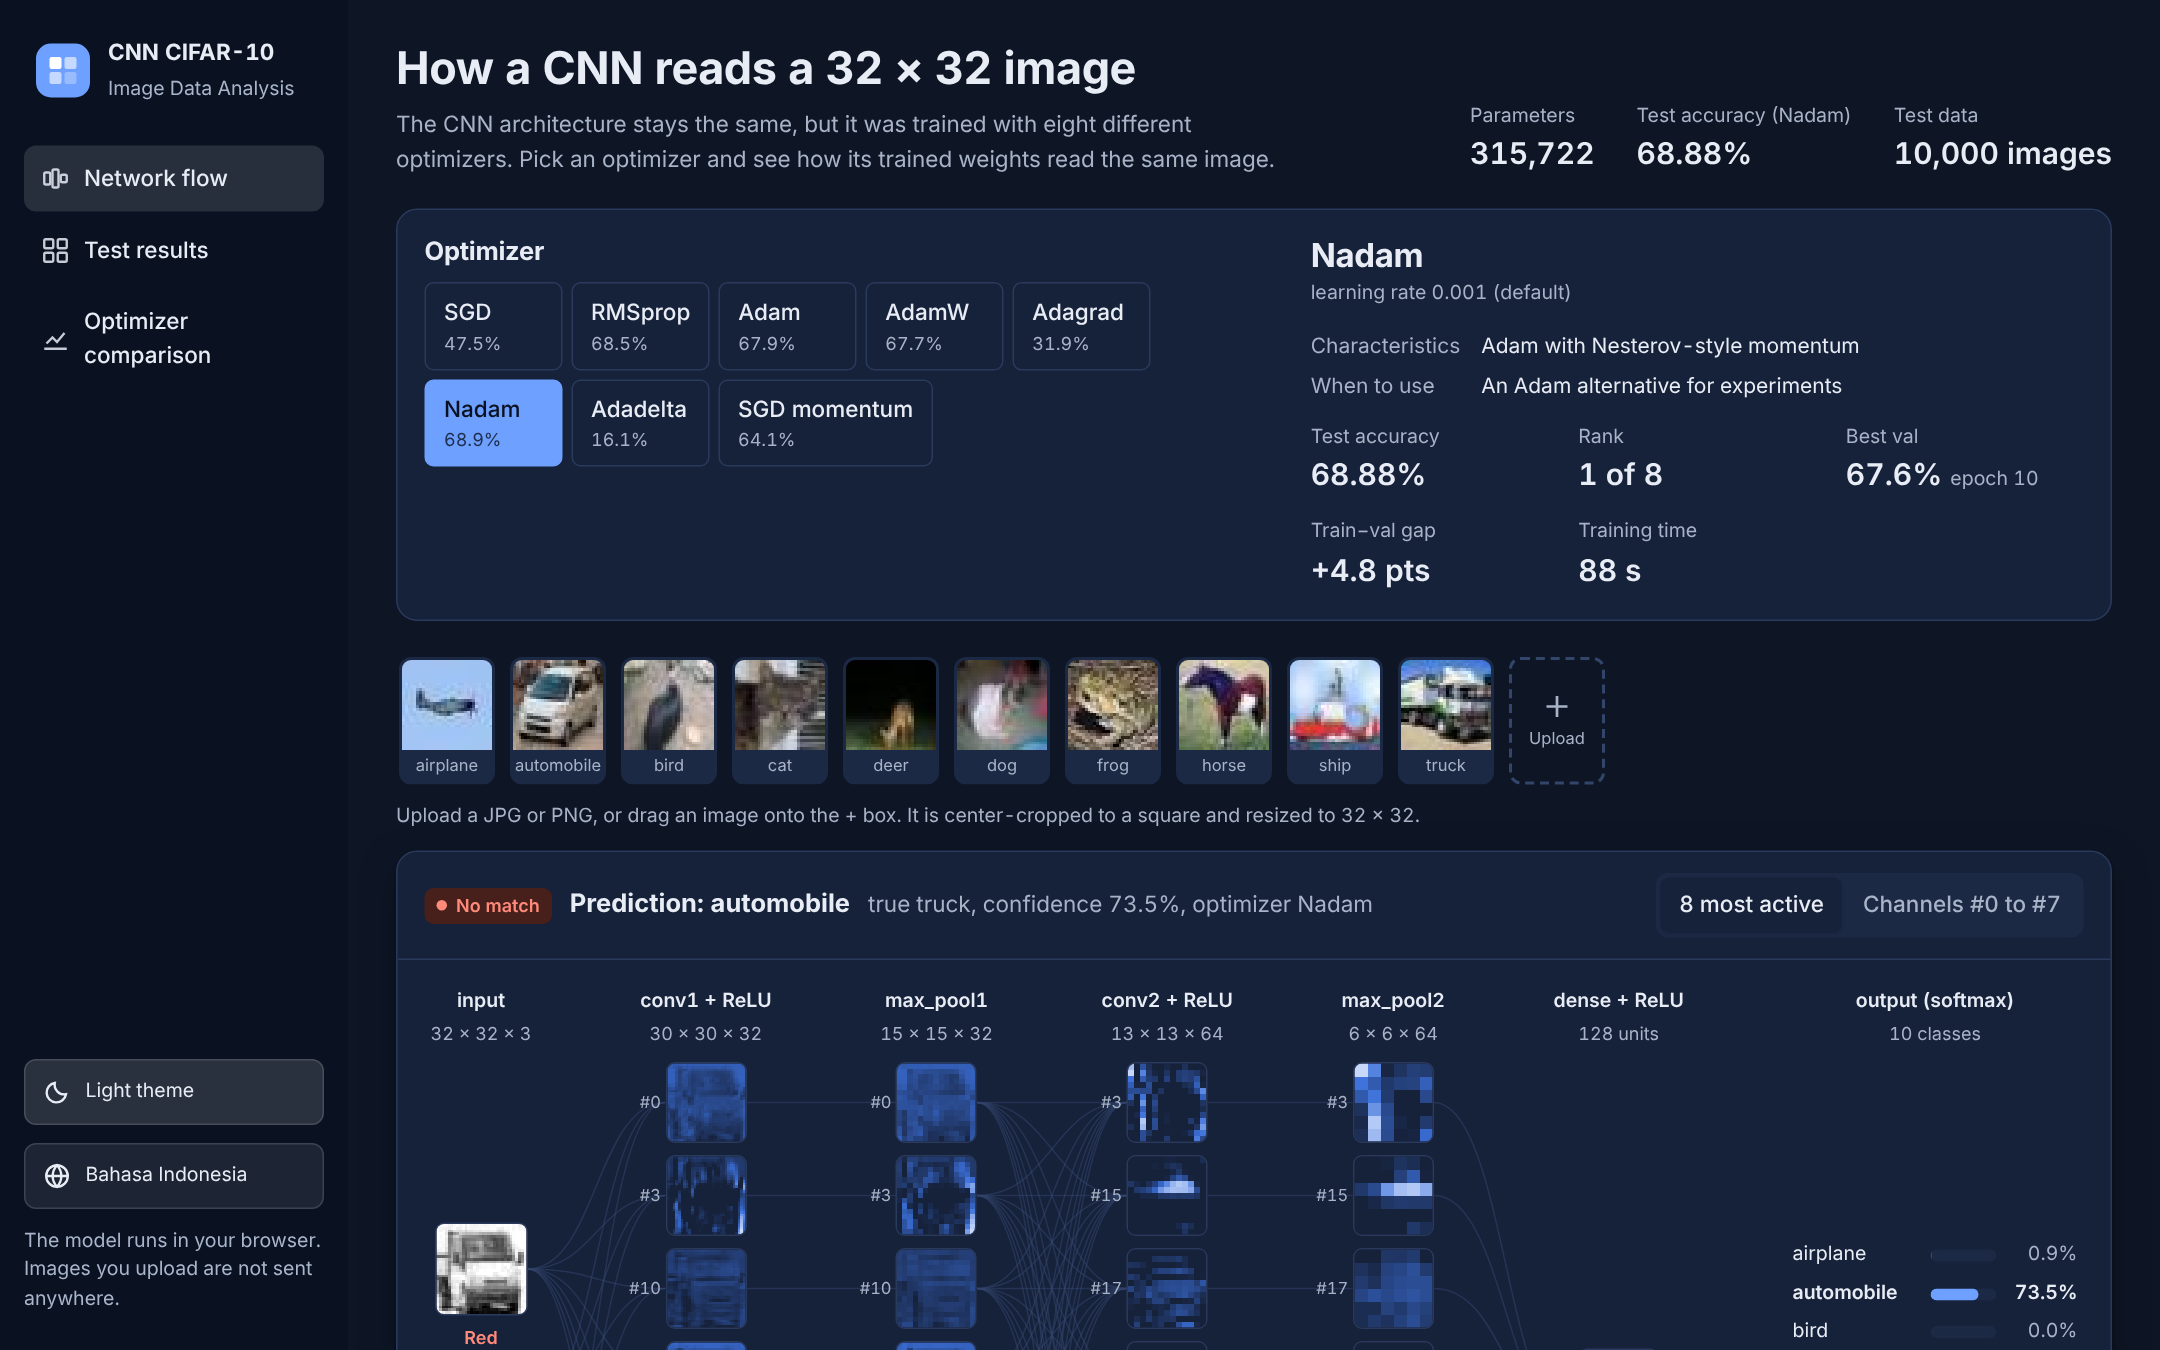 CNN CIFAR-10
Image Data Analysis
Network flow
Test results
Optimizer
comparison
Light theme
Bahasa Indonesia
The model runs in your browser.
Images you upload are not sent
anywhere.
How a CNN reads a 32 × 32 image
The CNN architecture stays the same, but it was trained with eight different
optimizers. Pick an optimizer and see how its trained weights read the same image.
Parameters
315,722
Test accuracy (Nadam)
68.88%
Test data
10,000 images
Optimizer
SGD
47.5%
RMSprop
68.5%
Adam
67.9%
AdamW
67.7%
Adagrad
31.9%
Nadam
68.9%
Adadelta
16.1%
SGD momentum
64.1%
Nadam
learning rate 0.001 (default)
Characteristics Adam with Nesterov-style momentum
When to use An Adam alternative for experiments
Test accuracy
68.88%
Rank
1 of 8
Best val
67.6% epoch 10
Train–val gap
+4.8 pts
Training time
88 s
airplane
automobile
bird
cat
deer
dog
frog
horse
ship
truck
Upload
Upload a JPG or PNG, or drag an image onto the + box. It is center-cropped to a square and resized to 32 × 32.
No match
Prediction: automobile true truck, confidence 73.5%, optimizer Nadam
8 most active
Channels #0 to #7
input
32 × 32 × 3
conv1 + ReLU
30 × 30 × 32
max_pool1
15 × 15 × 32
conv2 + ReLU
13 × 13 × 64
max_pool2
6 × 6 × 64
dense + ReLU
128 units
output (softmax)
10 classes
#0 #0 #3 #3
#3 #3 #15 #15
#10 #10 #17 #17
Red
airplane 0.9%
automobile 73.5%
bird 0.0%